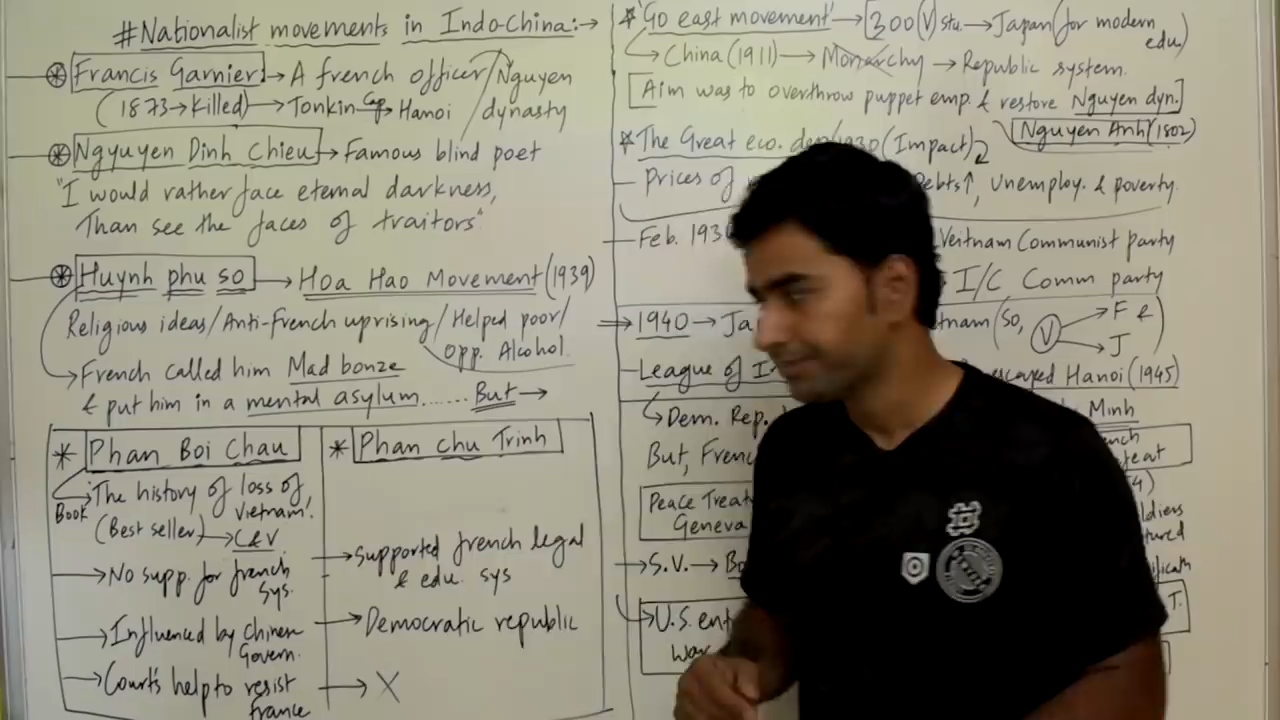 #Nationalist movements in Indo-China:→
* Francis Garnier → A french officer / Nguyen
(1873→Killed) → Tonkin Cap→ Hanoi / dynasty
* Ngyuyen Dinh Chieu → Famous blind poet
"I would rather face eternal darkness,
Than see the faces of traitors"
* Huynh phu so → Hoa Hao Movement (1939)
Religious ideas/Anti-French uprising/Helped poor/
Opp. Alcohol.
→ French called him Mad bonze
& put him in a mental asylum...... But →
* Phan Boi Chau
Book → The history of loss of
Vietnam'.
(Best seller) → C&V
→ No supp. for french
sys.
→ Influenced by chinese
Govern.
→ Court's help to resist
france
* Phan chu Trinh
→ Supported french legal
& edu. sys
→ Democratic republic
→ X
* 'Go east movement' → 300 (V) stu. → Japan (for modern
edu.)
→ China (1911) → Monarchy → Republic system.
[Aim was to overthrow puppet emp. & restore Nguyen dyn.]
Nguyen Anh (1802)
* The Great eco. dep/1930 (Impact)
– Prices of Debts↑, Unemploy. & poverty.
– Feb. 193 Veitnam Communist party
→ I/C Comm party
⇒ 1940 → Ja tnam (So, V → F &
→ J)
– League of I escaped Hanoi (1945)
→ Dem. Rep. Minh
But, Frenc
Peace Treat
Geneva
→ S.V. → Bo
→ U.S. ent T.
war